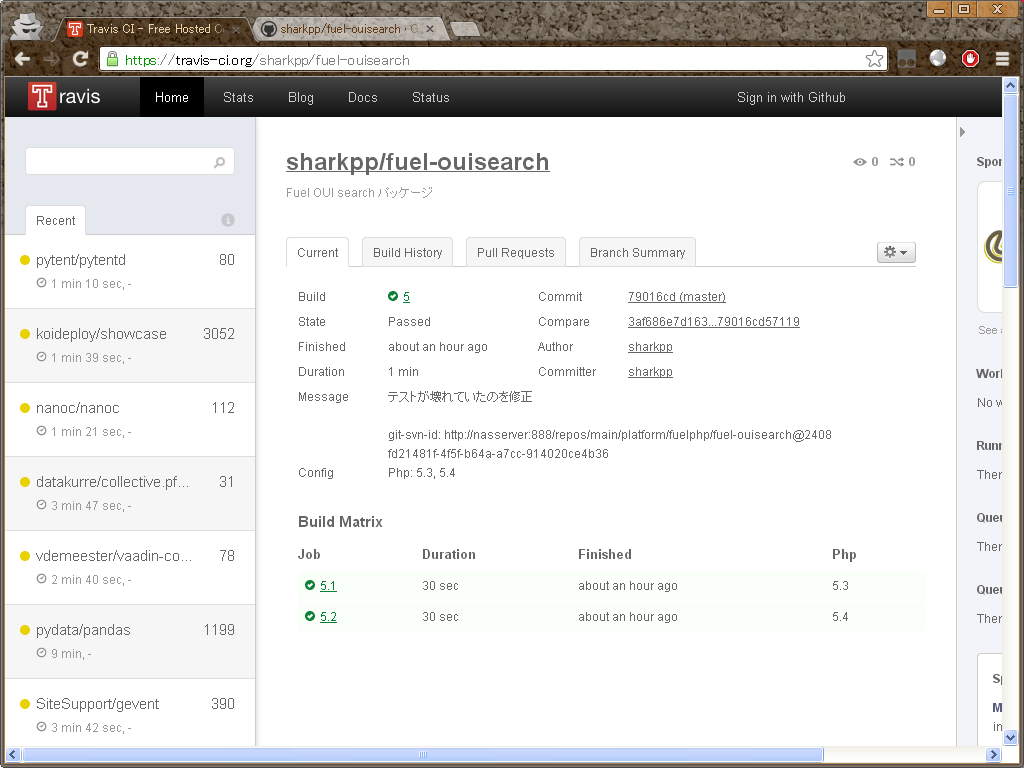 Travis CI - Free Hosted C
sharkpp/fuel-ouisearch · G
https://travis-ci.org/sharkpp/fuel-ouisearch
Travis
Home
Stats
Blog
Docs
Status
Sign in with Github
Recent
pytent/pytentd 80
1 min 10 sec, -
koideploy/showcase 3052
1 min 39 sec, -
nanoc/nanoc 112
1 min 21 sec, -
datakurre/collective.pf... 31
3 min 47 sec, -
vdemeester/vaadin-co... 78
2 min 40 sec, -
pydata/pandas 1199
9 min, -
SiteSupport/gevent 390
3 min 42 sec, -
sharkpp/fuel-ouisearch
0 0
Fuel OUI search パッケージ
Current
Build History
Pull Requests
Branch Summary
Build 5 Commit 79016cd (master)
State Passed Compare 3af686e7d163...79016cd57119
Finished about an hour ago Author sharkpp
Duration 1 min Committer sharkpp
Message テストが壊れていたのを修正
git-svn-id: http://nasserver:888/repos/main/platform/fuelphp/fuel-ouisearch@2408
fd21481f-4f5f-b64a-a7cc-914020ce4b36
Config Php: 5.3, 5.4
Build Matrix
Job Duration Finished Php
5.1 30 sec about an hour ago 5.3
5.2 30 sec about an hour ago 5.4
Spon
See a
Work
No w
Runn
Ther
Queu
Ther
Queu
Ther
Sp
M
in